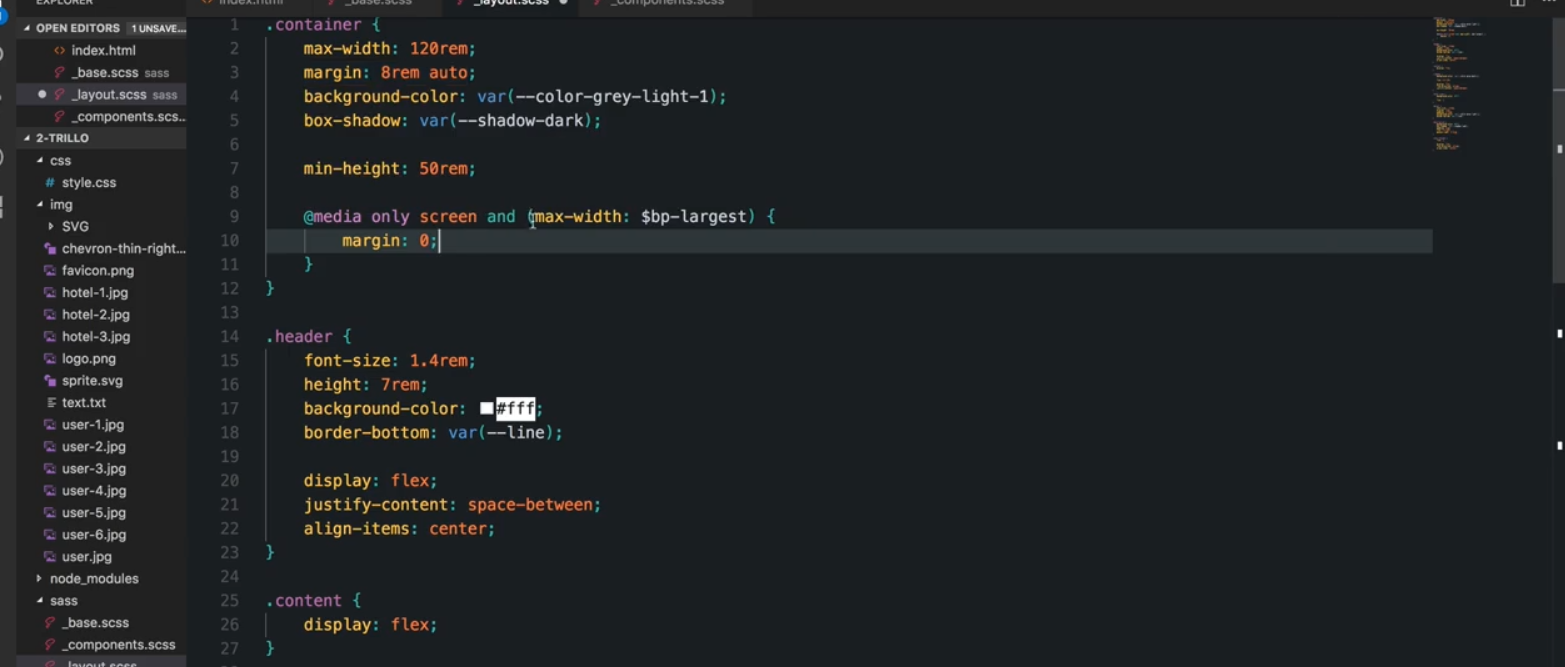 EXPLORER
index.html _base.scss _layout.scss _components.scss
OPEN EDITORS 1 UNSAVE...
index.html
_base.scss sass
_layout.scss sass
_components.scs...
2-TRILLO
css
style.css
img
SVG
chevron-thin-right...
favicon.png
hotel-1.jpg
hotel-2.jpg
hotel-3.jpg
logo.png
sprite.svg
text.txt
user-1.jpg
user-2.jpg
user-3.jpg
user-4.jpg
user-5.jpg
user-6.jpg
user.jpg
node_modules
sass
_base.scss
_components.scss
_layout.scss
1 .container {
2 max-width: 120rem;
3 margin: 8rem auto;
4 background-color: var(--color-grey-light-1);
5 box-shadow: var(--shadow-dark);
6
7 min-height: 50rem;
8
9 @media only screen and (max-width: $bp-largest) {
10 margin: 0;
11 }
12 }
13
14 .header {
15 font-size: 1.4rem;
16 height: 7rem;
17 background-color: #fff;
18 border-bottom: var(--line);
19
20 display: flex;
21 justify-content: space-between;
22 align-items: center;
23 }
24
25 .content {
26 display: flex;
27 }